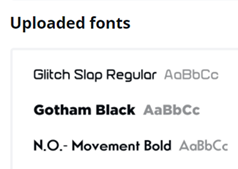 Uploaded fonts
Glitch Slap Regular AaBbCc
Gotham Black AaBbCc
N.O.- Movement Bold AaBbCc